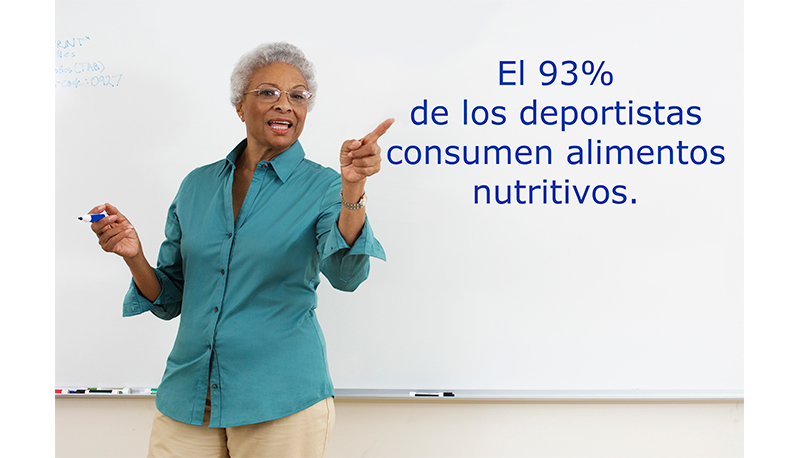 El 93%
de los deportistas
consumen alimentos
nutritivos.